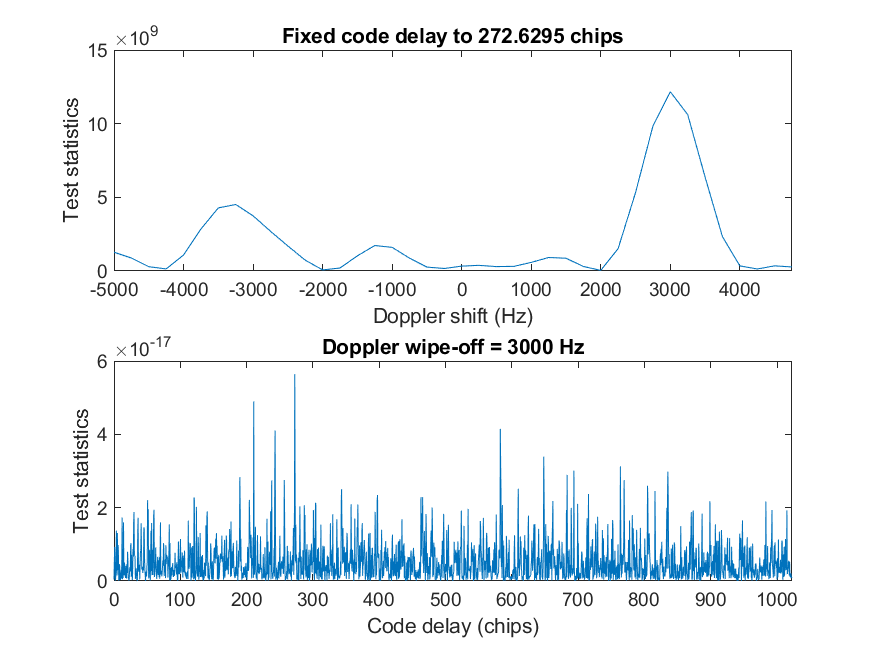 ×10^9
Fixed code delay to 272.6295 chips
15
10
5
0
Test statistics
-5000 -4000 -3000 -2000 -1000 0 1000 2000 3000 4000
Doppler shift (Hz)
×10^-17
Doppler wipe-off = 3000 Hz
6
4
2
0
Test statistics
0 100 200 300 400 500 600 700 800 900 1000
Code delay (chips)